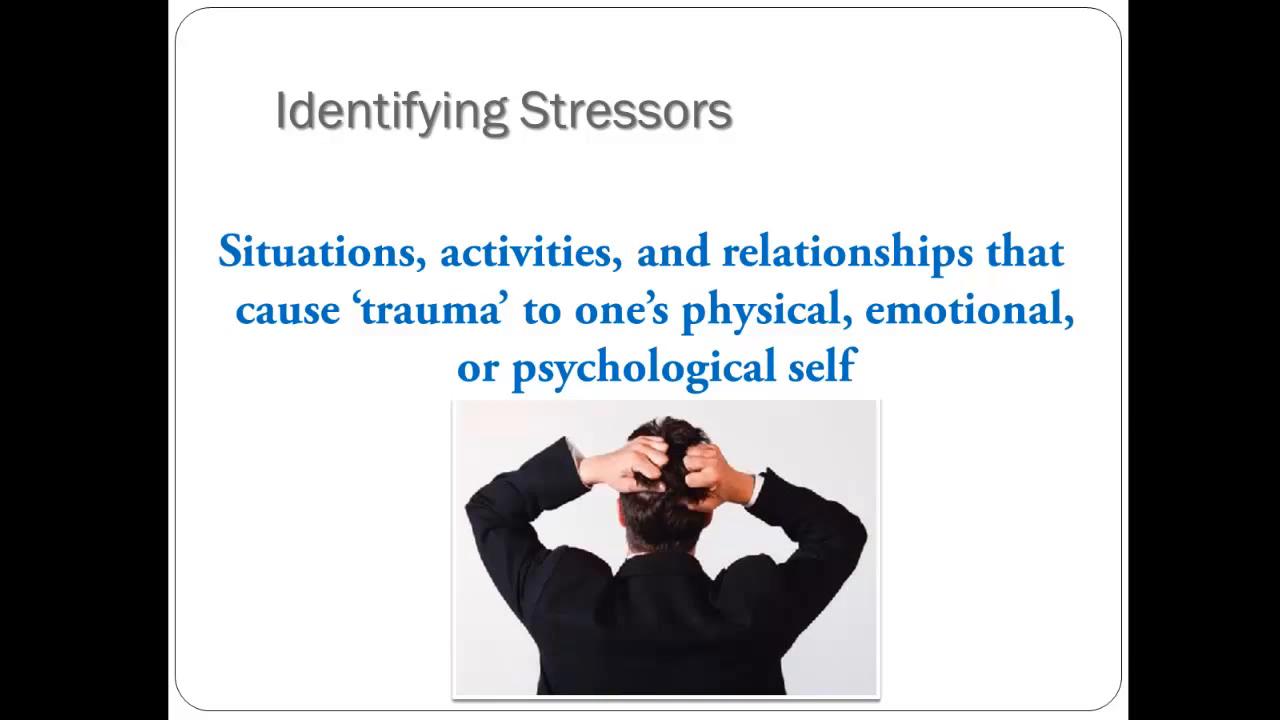 Identifying Stressors
Situations, activities, and relationships that
cause ‘trauma’ to one’s physical, emotional,
or psychological self